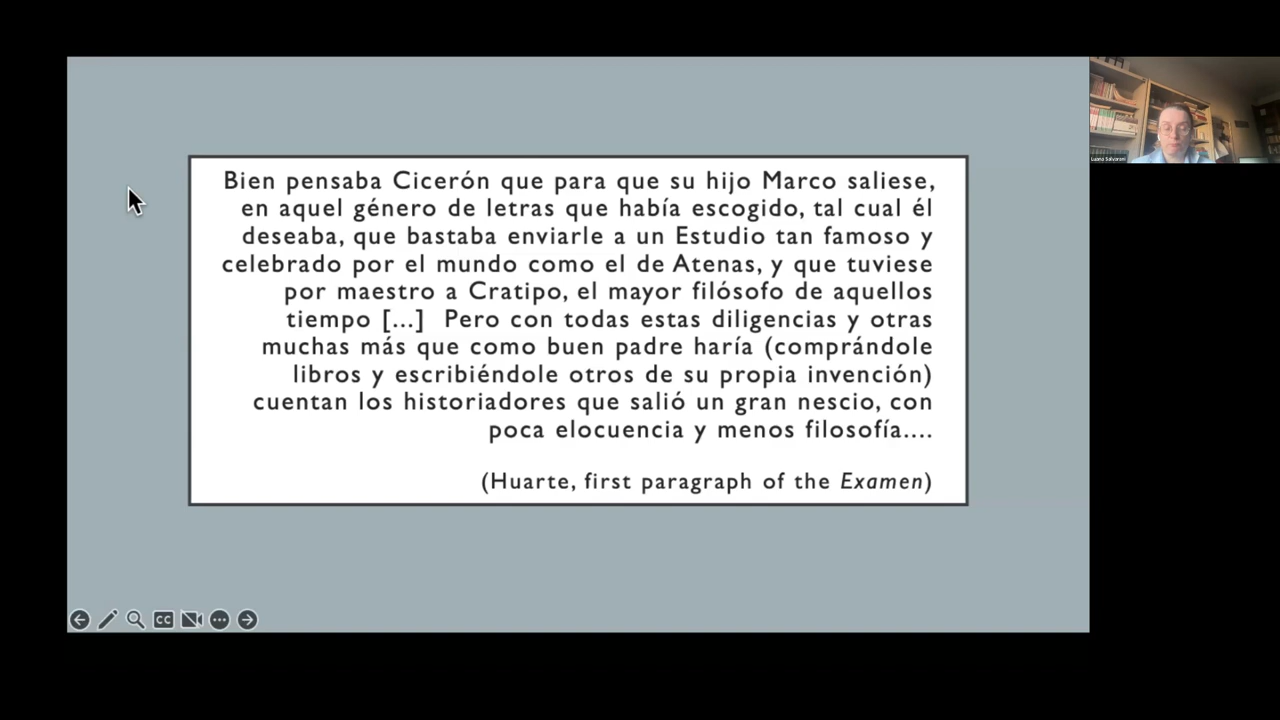 Bien pensaba Cicerón que para que su hijo Marco saliese,
en aquel género de letras que había escogido, tal cual él
deseaba, que bastaba enviarle a un Estudio tan famoso y
celebrado por el mundo como el de Atenas, y que tuviese
por maestro a Cratipo, el mayor filósofo de aquellos
tiempo [...] Pero con todas estas diligencias y otras
muchas más que como buen padre haría (comprándole
libros y escribiéndole otros de su propia invención)
cuentan los historiadores que salió un gran nescio, con
poca elocuencia y menos filosofía....
(Huarte, first paragraph of the Examen)
Luana Salvarani
CC